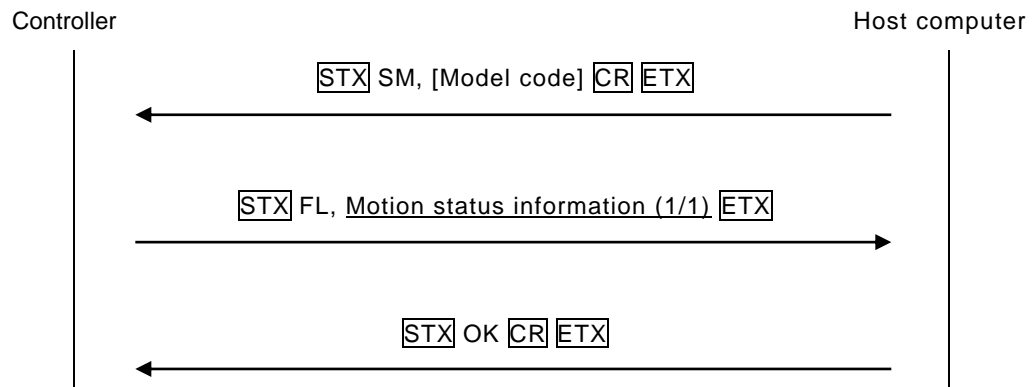 Controller
Host computer
STX SM, [Model code] CR ETX
STX FL, Motion status information (1/1) ETX
STX OK CR ETX